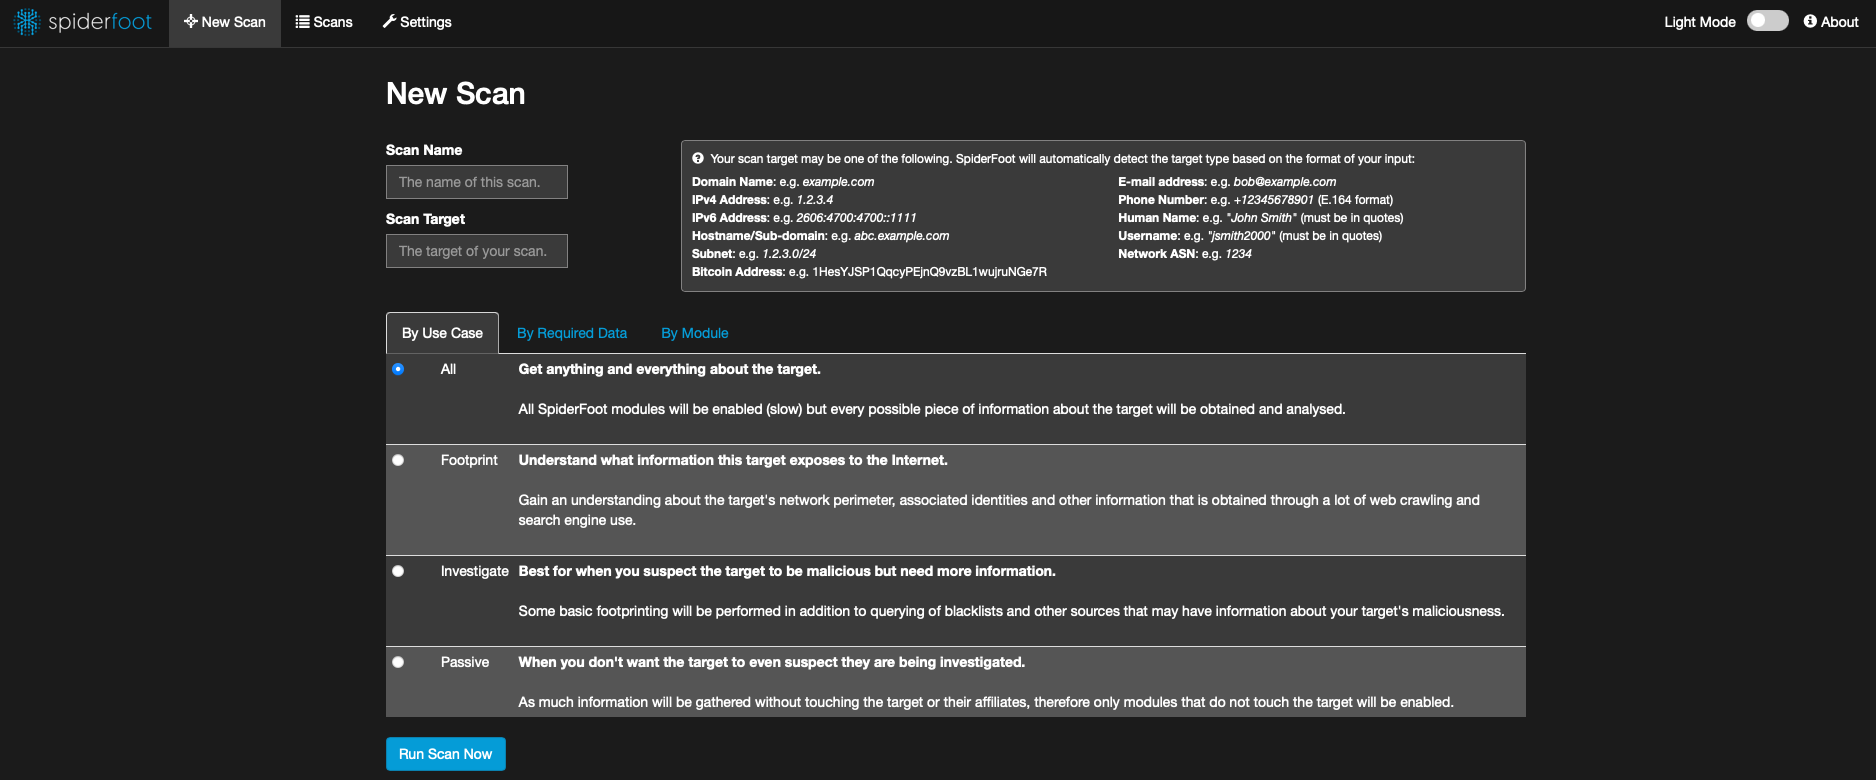 spiderfoot
New Scan
Scans
Settings
Light Mode
About
New Scan
Scan Name
The name of this scan.
Scan Target
The target of your scan.
Your scan target may be one of the following. SpiderFoot will automatically detect the target type based on the format of your input:
Domain Name: e.g. example.com
IPv4 Address: e.g. 1.2.3.4
IPv6 Address: e.g. 2606:4700:4700::1111
Hostname/Sub-domain: e.g. abc.example.com
Subnet: e.g. 1.2.3.0/24
Bitcoin Address: e.g. 1HesYJSP1QqcyPEjnQ9vzBL1wujruNGe7R
E-mail address: e.g. bob@example.com
Phone Number: e.g. +12345678901 (E.164 format)
Human Name: e.g. "John Smith" (must be in quotes)
Username: e.g. "jsmith2000" (must be in quotes)
Network ASN: e.g. 1234
By Use Case
By Required Data
By Module
All
Get anything and everything about the target.
All SpiderFoot modules will be enabled (slow) but every possible piece of information about the target will be obtained and analysed.
Footprint
Understand what information this target exposes to the Internet.
Gain an understanding about the target's network perimeter, associated identities and other information that is obtained through a lot of web crawling and
search engine use.
Investigate
Best for when you suspect the target to be malicious but need more information.
Some basic footprinting will be performed in addition to querying of blacklists and other sources that may have information about your target's maliciousness.
Passive
When you don't want the target to even suspect they are being investigated.
As much information will be gathered without touching the target or their affiliates, therefore only modules that do not touch the target will be enabled.
Run Scan Now